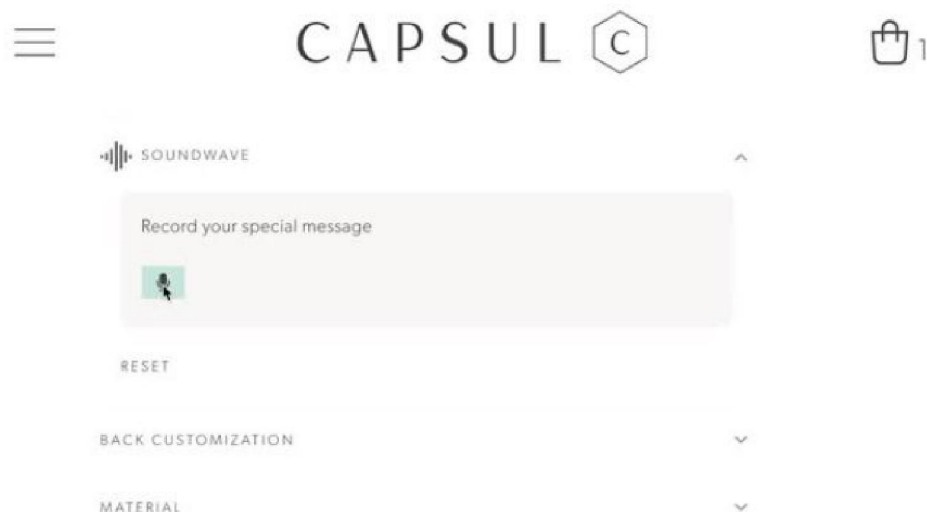 CAPSUL C
1
SOUNDWAVE
Record your special message
RESET
BACK CUSTOMIZATION
MATERIAL